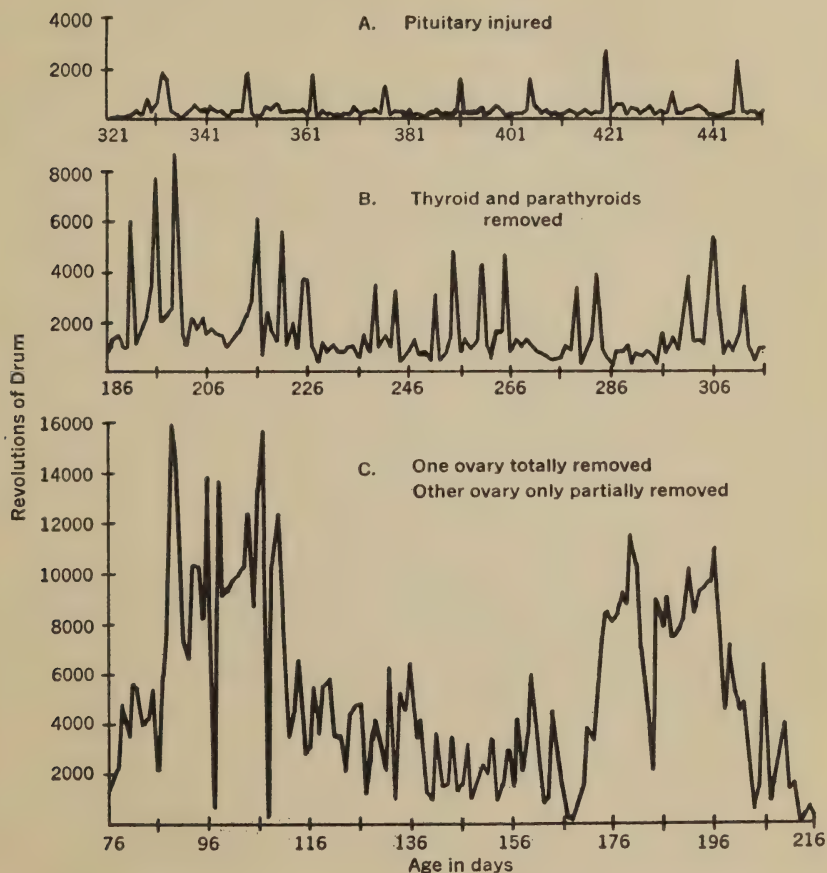 4000
A. Pituitary injured
2000
321 341 361 381 401 421 441
8000
B. Thyroid and parathyroids
removed
6000
4000
2000
186 206 226 246 266 286 306
Revolutions of Drum
16000
C. One ovary totally removed
Other ovary only partially removed
14000
12000
10000
8000
6000
4000
2000
76 96 116 136 156 176 196 216
Age in days